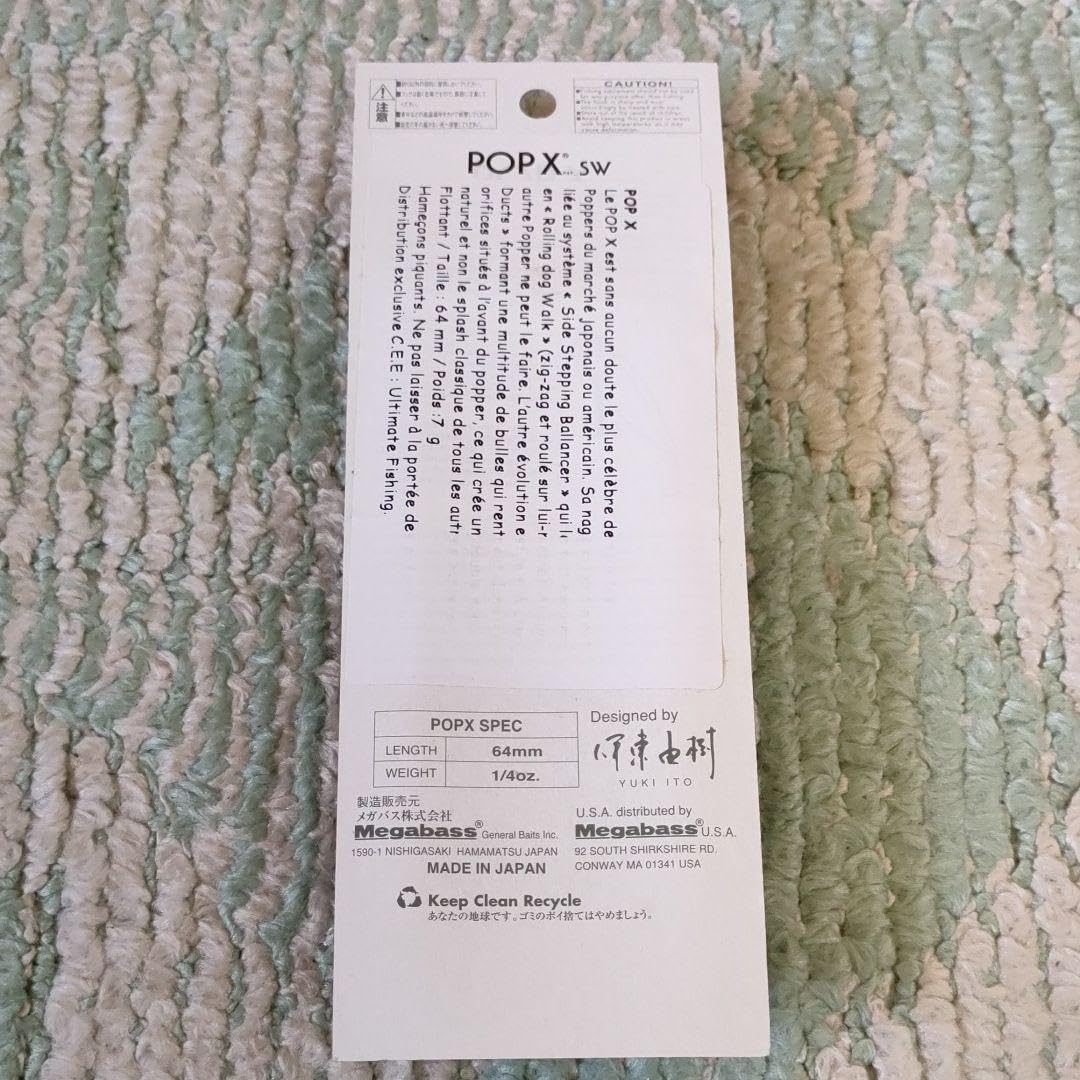 注意
CAUTION!
POP X® SW
POP X
Le POP X est sans aucun doute le plus célèbre de
Poppers du marché japonais ou américain. Sa nag
liée au système « Side Stepping Ballancer » qui
en « Rolling dog Walk » (zig-zag et roulé sur lui-
autre Popper ne peut le faire. L'autre évolution e
Ducts » formant une multitude de bulles qui rent
orifices situés à l'avant du popper, ce qui crée un
naturel et non le splash classique de tous les autr
Flottant / Taille : 64 mm / Poids :7 g
Hameçons piquants. Ne pas laisser à la portée de
Distribution exclusive C.E.E : Ultimate Fishing.
POPX SPEC
LENGTH 64mm
WEIGHT 1/4oz.
Designed by
伊東由樹
YUKI ITO
製造販売元
メガバス株式会社
Megabass® General Baits Inc.
1590-1 NISHIGASAKI HAMAMATSU JAPAN
MADE IN JAPAN
U.S.A. distributed by
Megabass® U.S.A.
92 SOUTH SHIRKSHIRE RD.
CONWAY MA 01341 USA
Keep Clean Recycle
あなたの地球です。ゴミのポイ捨てはやめましょう。